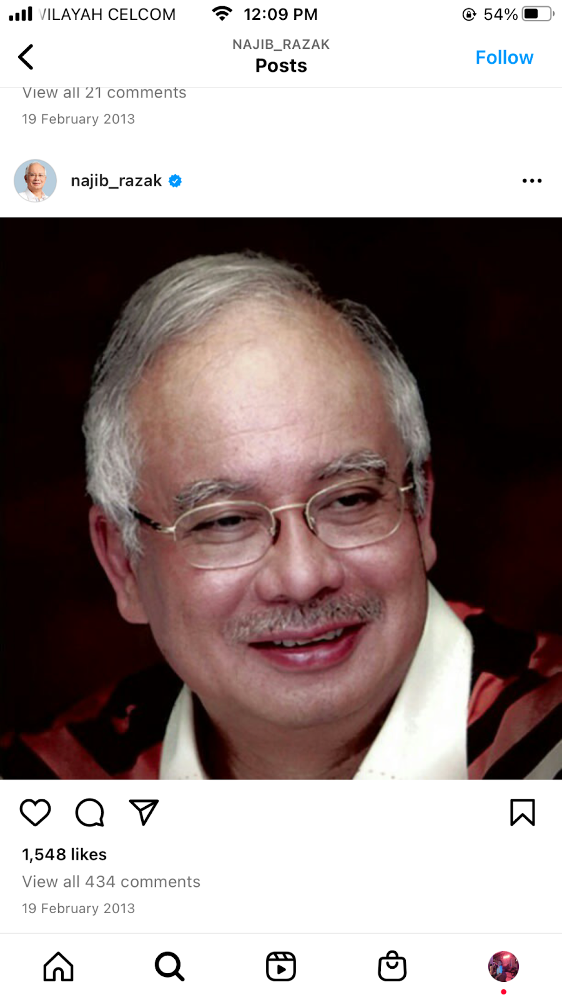 VILAYAH CELCOM 12:09 PM 54%
NAJIB_RAZAK
Posts
Follow
View all 21 comments
19 February 2013
najib_razak
1,548 likes
View all 434 comments
19 February 2013